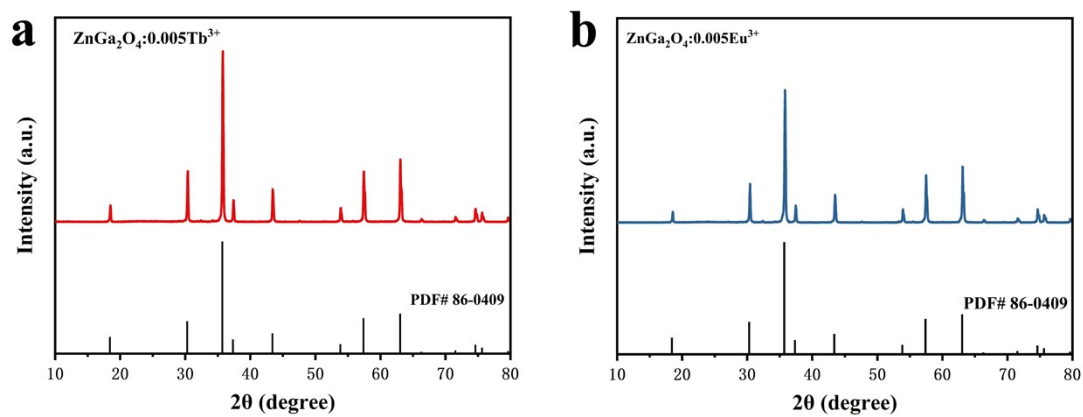 a
ZnGa₂O₄:0.005Tb³⁺
Intensity (a.u.)
PDF# 86-0409
10 20 30 40 50 60 70 80
2θ (degree)
b
ZnGa₂O₄:0.005Eu³⁺
Intensity (a.u.)
PDF# 86-0409
10 20 30 40 50 60 70 80
2θ (degree)